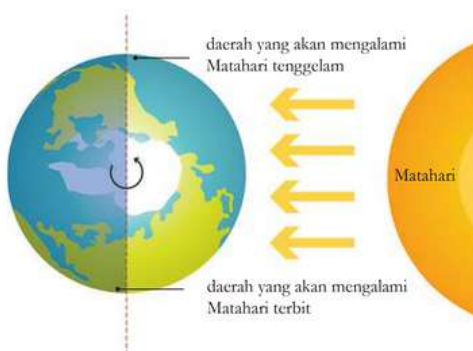 daerah yang akan mengalami
Matahari tenggelam
Matahari
daerah yang akan mengalami
Matahari terbit